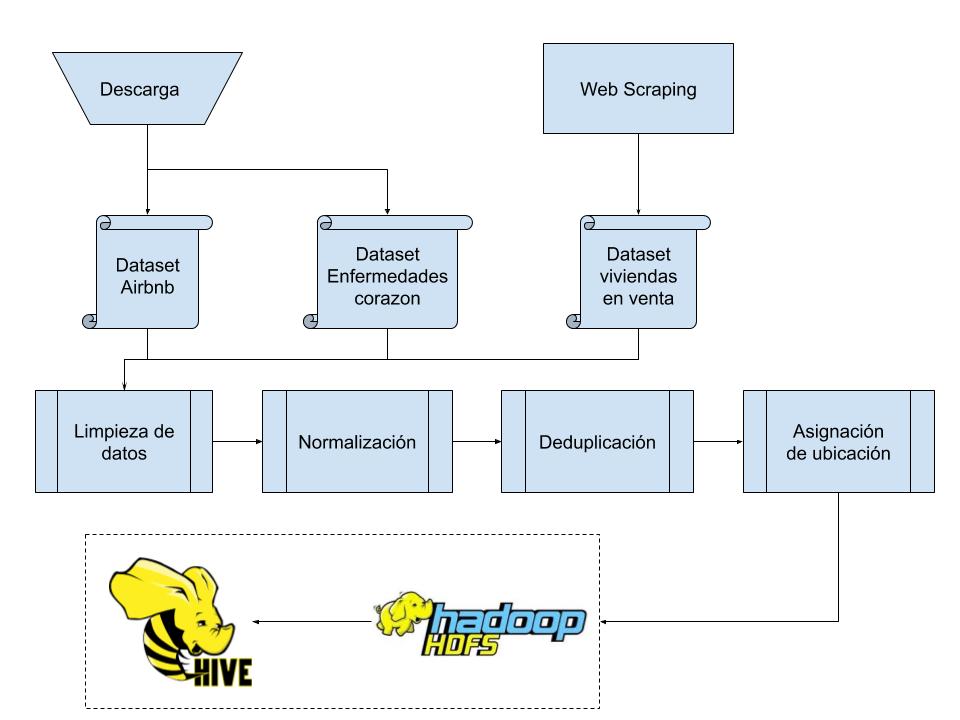 Descarga
Web Scraping
Dataset
Airbnb
Dataset
Enfermedades
corazon
Dataset
viviendas
en venta
Limpieza de
datos
Normalización
Deduplicación
Asignación
de ubicación
HIVE
hadoop
HDFS